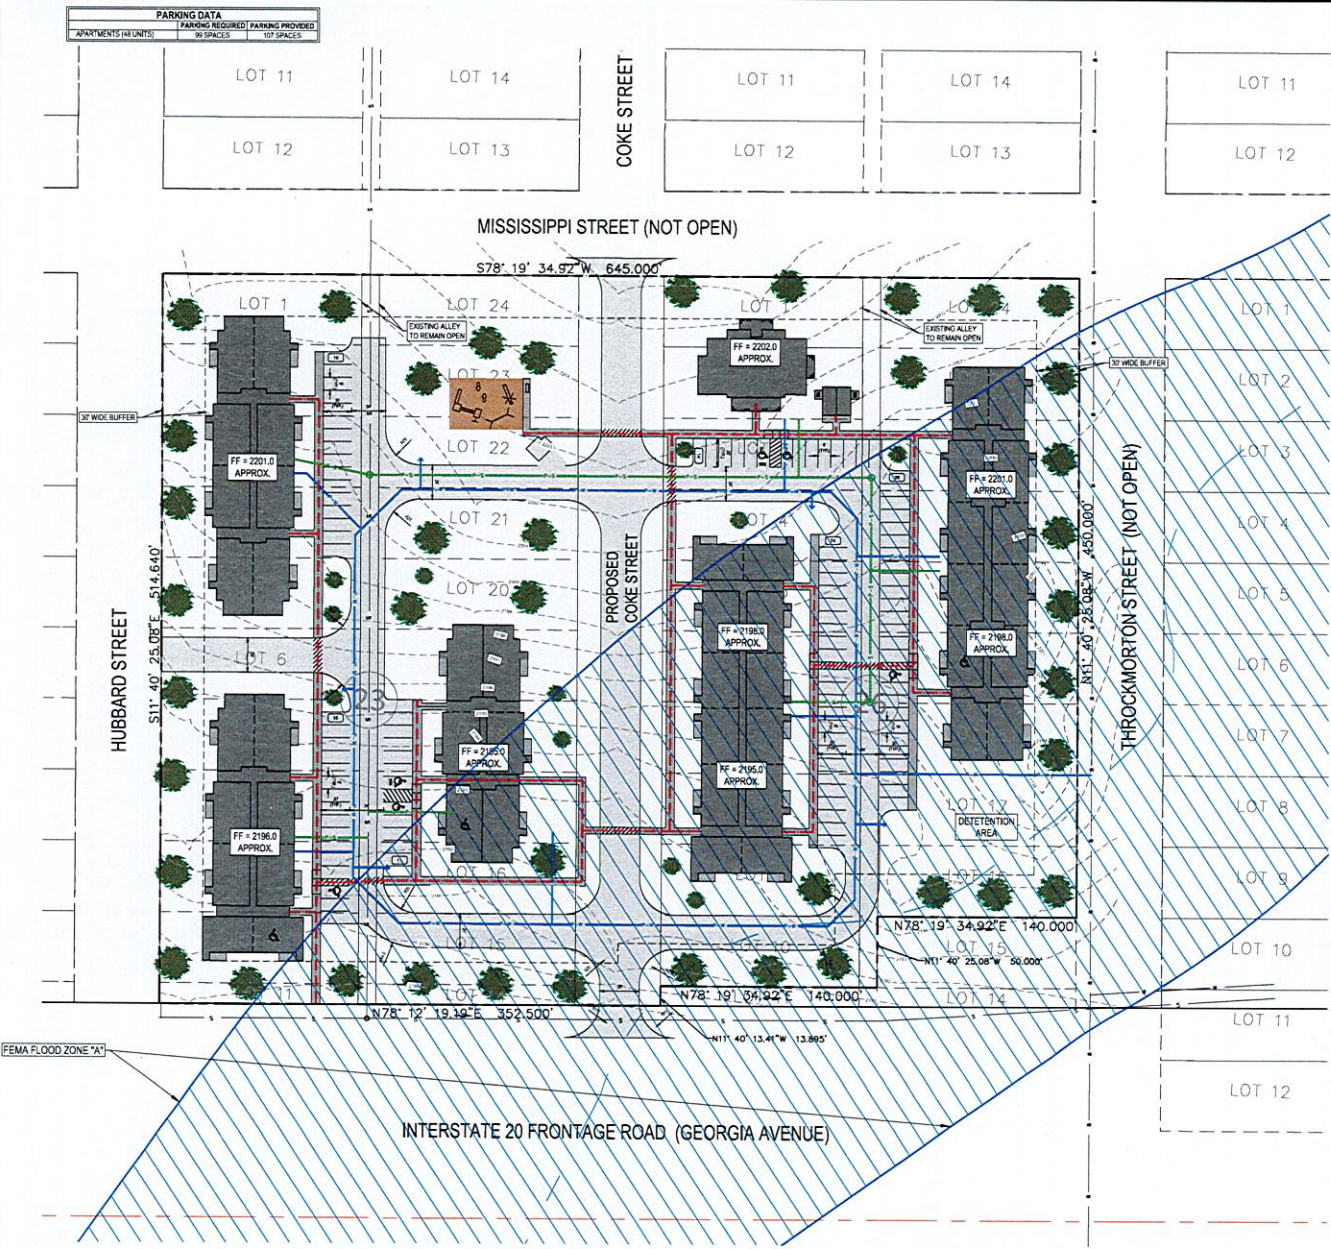 PARKING DATA
PARKING REQUIRED PARKING PROVIDED
APARTMENTS (48 UNITS) 99 SPACES 107 SPACES
LOT 11
LOT 14
COKE STREET
LOT 11
LOT 14
LOT 11
LOT 12
LOT 13
LOT 12
LOT 13
LOT 12
MISSISSIPPI STREET (NOT OPEN)
S78° 19' 34.92"W 645.000'
LOT 1
LOT 24
EXISTING ALLEY
TO REMAIN OPEN
EXISTING ALLEY
TO REMAIN OPEN
LOT 1
FF = 2202.0
APPROX.
30' WIDE BUFFER
LOT 23
LOT 2
30' WIDE BUFFER
LOT 22
LOT 3
FF = 2201.0
APPROX.
FF = 2201.0
APPROX.
LOT 21
LOT 4
LOT 4
PROPOSED
COKE STREET
LOT 20
LOT 5
S11° 40' 25.08"E 514.640'
N11° 40' 25.08"W 450.000'
HUBBARD STREET
THROCKMORTON STREET (NOT OPEN)
FF = 2198.0
APPROX.
FF = 2198.0
APPROX.
LOT 6
LOT 6
23
LOT 7
FF = 2195.0
APPROX.
FF = 2195.0
APPROX.
LOT 17
LOT 8
DETETENTION
AREA
FF = 2196.0
APPROX.
LOT 16
LOT 9
N78° 19' 34.92"E 140.000'
LOT 15
LOT 15
LOT 10
N11° 40' 25.08"W 50.000'
N78° 19' 34.92"E 140.000'
LOT 14
N78° 12' 19.19"E 352.500'
LOT 11
N11° 40' 13.41"W 13.895'
FEMA FLOOD ZONE "A"
LOT 12
INTERSTATE 20 FRONTAGE ROAD (GEORGIA AVENUE)